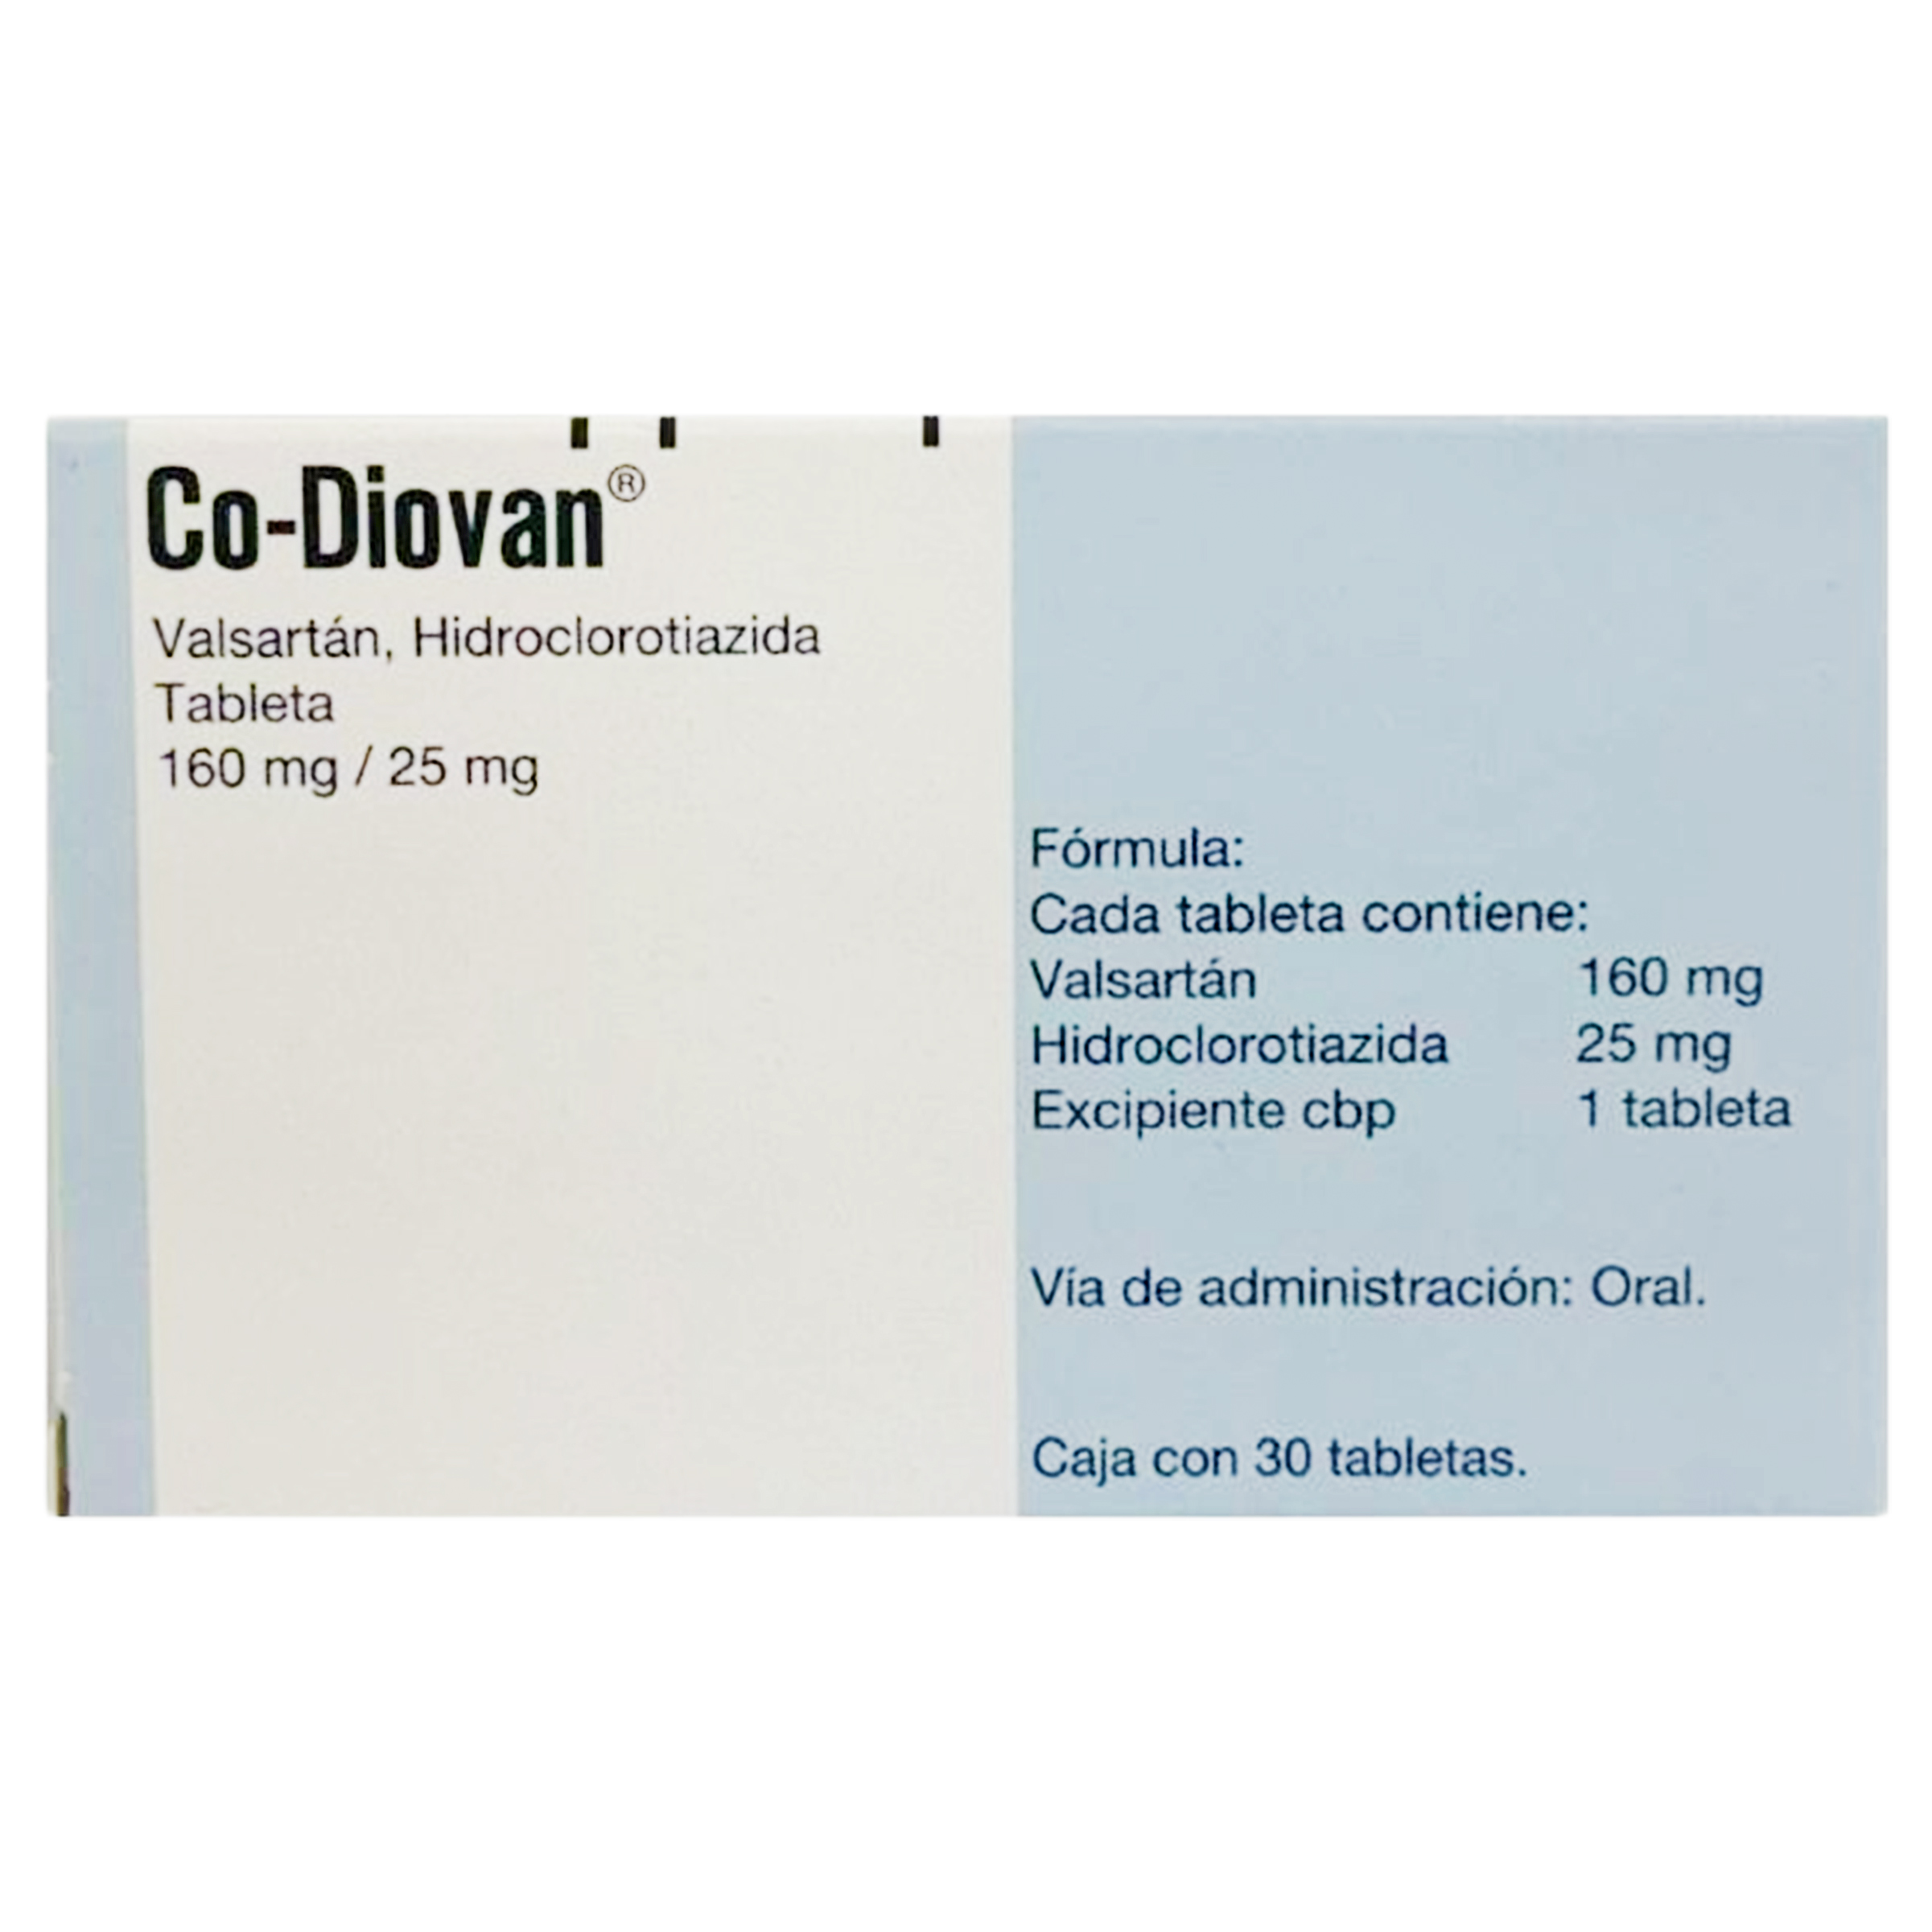 Co-Diovan®
Valsartán, Hidroclorotiazida
Tableta
160 mg / 25 mg
Fórmula:
Cada tableta contiene:
Valsartán 160 mg
Hidroclorotiazida 25 mg
Excipiente cbp 1 tableta
Vía de administración: Oral.
Caja con 30 tabletas.